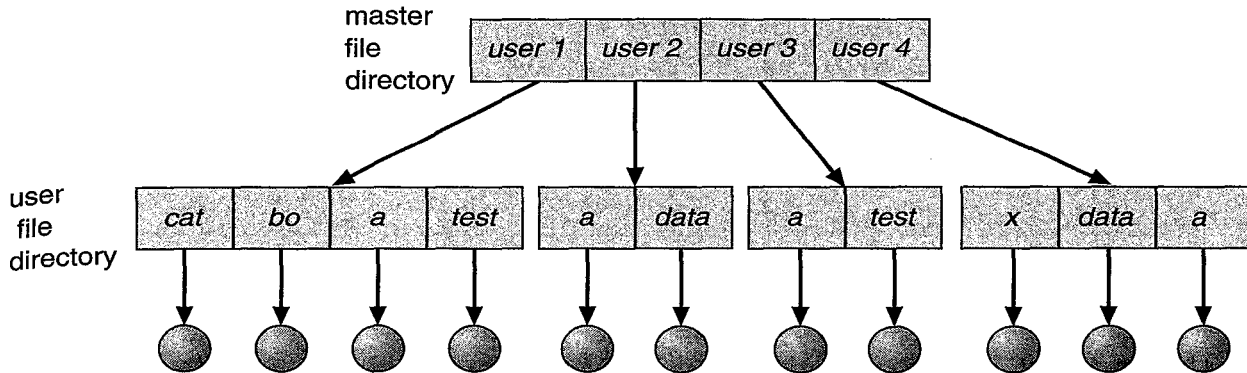 master
file
directory
user 1 user 2 user 3 user 4
user
file
directory
cat bo a test a data a test x data a